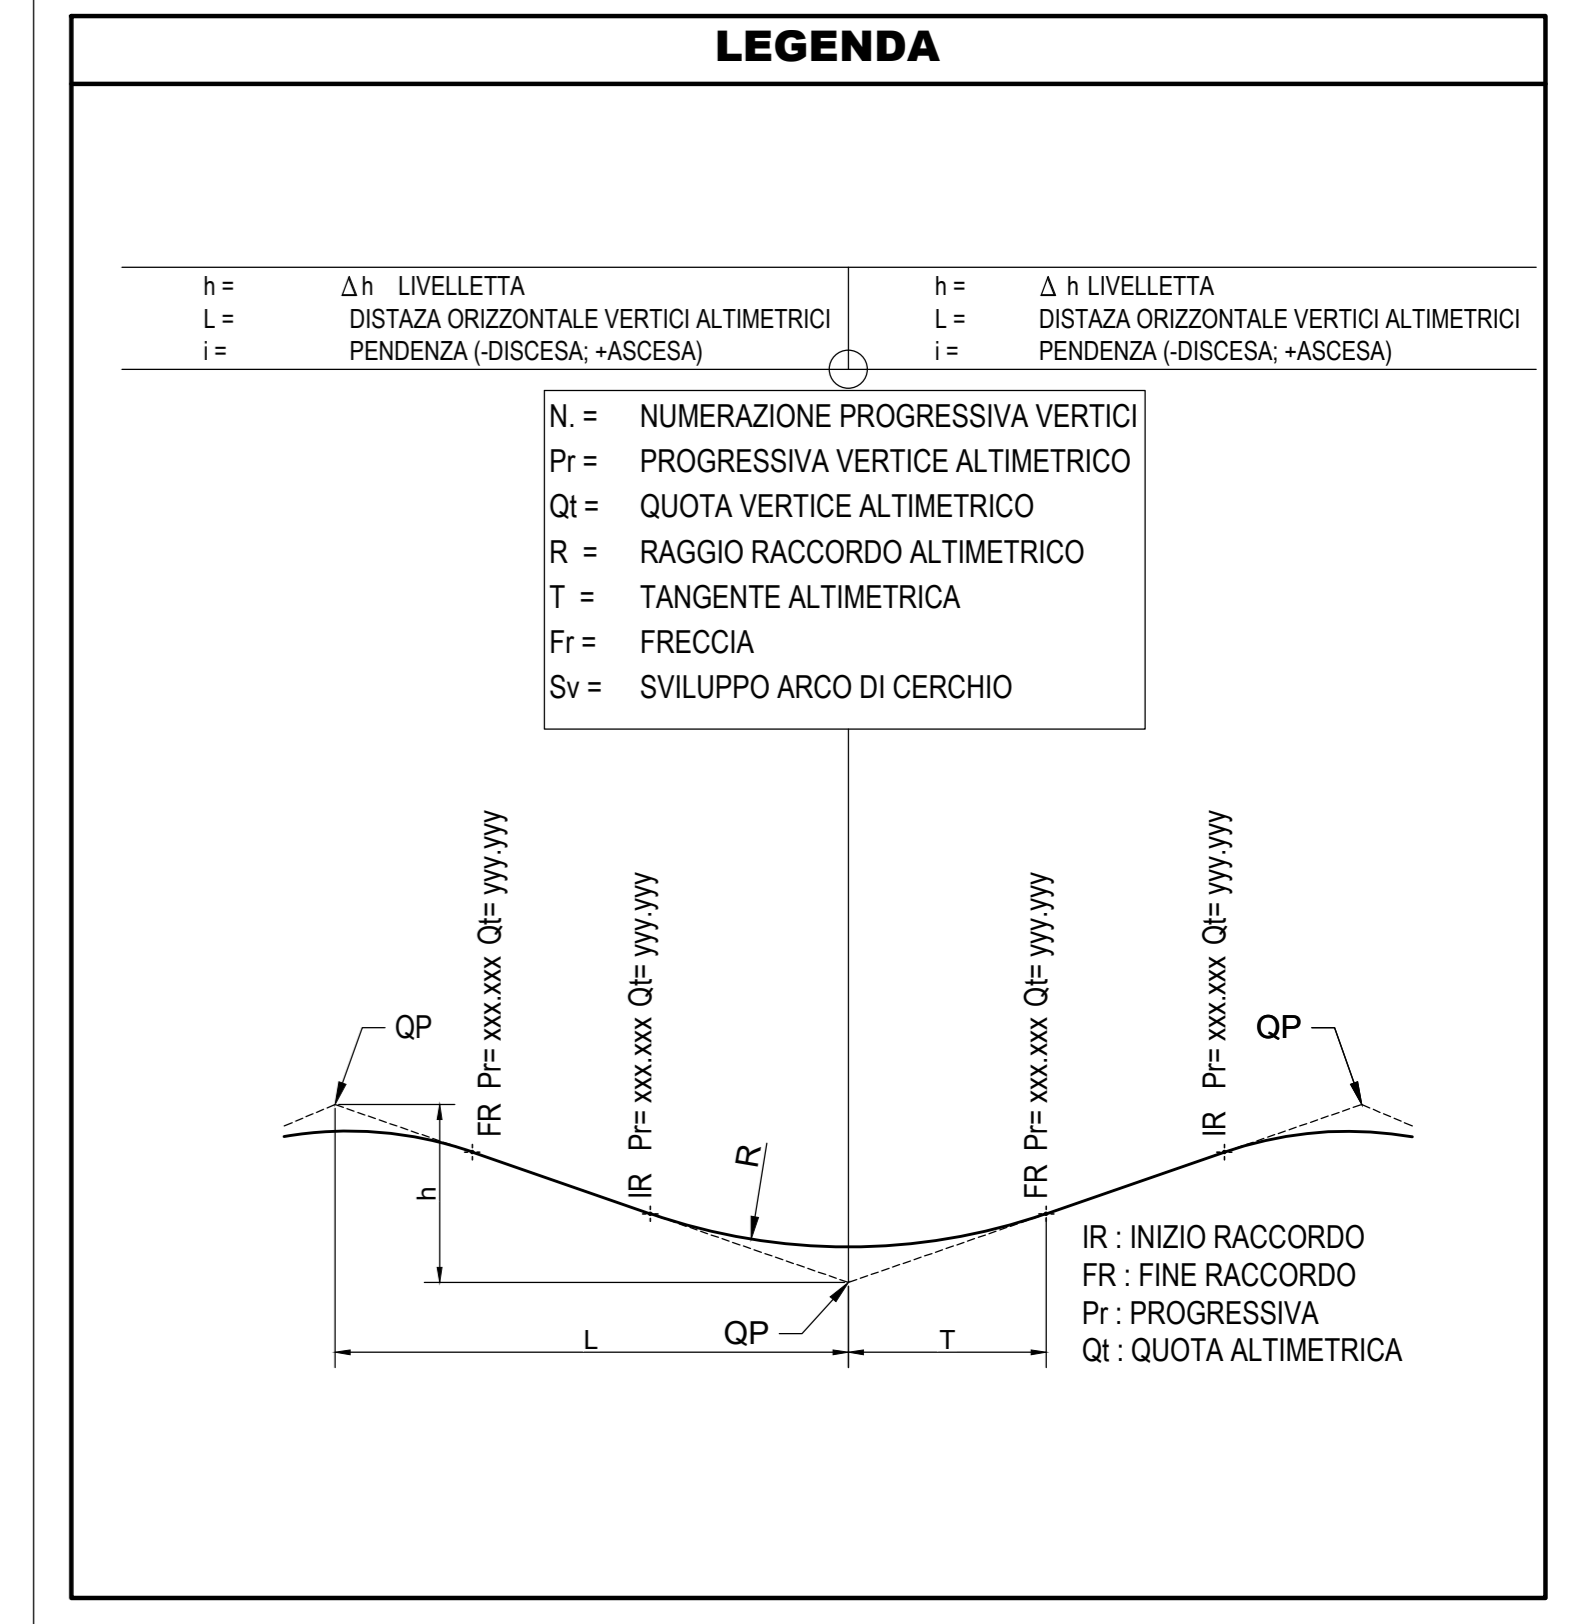 LEGENDA
h = Δ h LIVELLETTA
L = DISTAZA ORIZZONTALE VERTICI ALTIMETRICI
i = PENDENZA (-DISCESA; +ASCESA)
h = Δ h LIVELLETTA
L = DISTAZA ORIZZONTALE VERTICI ALTIMETRICI
i = PENDENZA (-DISCESA; +ASCESA)
N. = NUMERAZIONE PROGRESSIVA VERTICI
Pr = PROGRESSIVA VERTICE ALTIMETRICO
Qt = QUOTA VERTICE ALTIMETRICO
R = RAGGIO RACCORDO ALTIMETRICO
T = TANGENTE ALTIMETRICA
Fr = FRECCIA
Sv = SVILUPPO ARCO DI CERCHIO
FR Pr= xxx.xxx Qt= yyy.yyy
IR Pr= xxx.xxx Qt= yyy.yyy
FR Pr= xxx.xxx Qt= yyy.yyy
IR Pr= xxx.xxx Qt= yyy.yyy
QP
QP
h
R
QP
L
T
IR : INIZIO RACCORDO
FR : FINE RACCORDO
Pr : PROGRESSIVA
Qt : QUOTA ALTIMETRICA